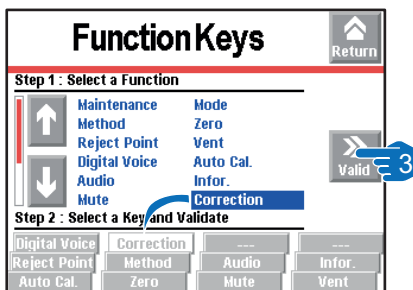 Function Keys
Return
Step 1 : Select a Function
Maintenance Mode
Method Zero
Reject Point Vent
Digital Voice Auto Cal.
Audio Infor.
Mute Correction
Valid 3
Step 2 : Select a Key and Validate
Digital Voice Correction --- ---
Reject Point Method Audio Infor.
Auto Cal. Zero Mute Vent